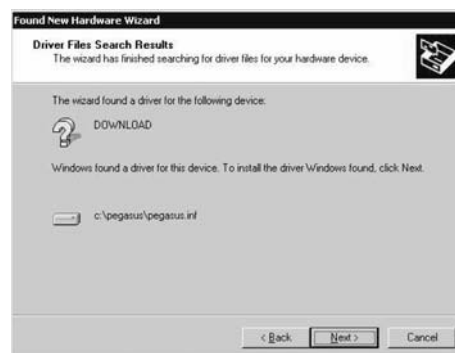 Found New Hardware Wizard
Driver Files Search Results
The wizard has finished searching for driver files for your hardware device.
The wizard found a driver for the following device:
DOWNLOAD
Windows found a driver for this device. To install the driver Windows found, click Next.
c:\pegasus\pegasus.inf
< Back Next > Cancel